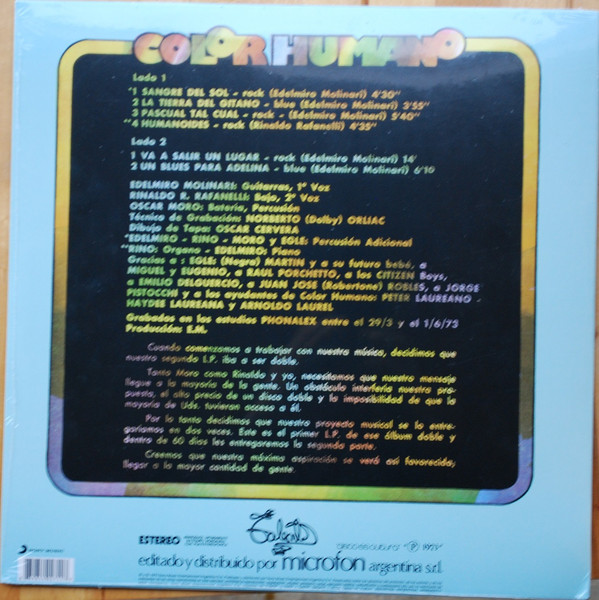 COLOR HUMANO
Lado 1
*1 SANGRE DEL SOL - rock (Edelmiro Molinari) 4'30"
2 LA TIERRA DEL GITANO - blue (Edelmiro Molinari) 3'55"
3 PASCUAL TAL CUAL - rock (Edelmiro Molinari) 5'40"
**4 HUMANOIDES - rock (Rinaldo Rafanelli) 4'35"
Lado 2
1 VA A SALIR UN LUGAR - rock (Edelmiro Molinari) 14'
2 UN BLUES PARA ADELINA - blue (Edelmiro Molinari) 6'10
EDELMIRO MOLINARI: Guitarras, 1ª Voz
RINALDO R. RAFANELLI: Bajo, 2ª Voz
OSCAR MORO: Batería, Percusión
Técnico de Grabación: NORBERTO (Dalby) ORLIAC
Dibujo de Tapa: OSCAR CERVERA
*EDELMIRO - RINO - MORO y EGLE: Percusión Adicional
**RINO: Organo - EDELMIRO: Piano
Gracias a : EGLE (Negra) MARTIN y a su futuro bebé, a
MIGUEL y EUGENIO, a RAUL PORCHETTO, a los CITIZEN Boys,
a EMILIO DELGUERCIO, a JUAN JOSE (Robertone) ROBLES, a JORGE
PISTOCCHI y a los ayudantes de Color Humano: PETER LAUREANO -
HAYDEE LAUREANA y ARNOLDO LAUREL
Grabados en los estudios PHONALEX entre el 29/3 y el 1/6/73
Producción: E.M.
Cuando comenzamos a trabajar con nuestra música, decidimos que
nuestro segundo L.P. iba a ser doble.
Tanto Moro como Rinaldo y yo, necesitamos que nuestro mensaje
llegue a la mayoría de la gente. Un obstáculo interfería nuestra pro-
puesta, el alto precio de un disco doble y la imposibilidad de que la
mayoría de Uds. tuvieran acceso a él.
Por lo tanto decidimos que nuestro proyecto musical se lo entre-
garíamos en dos veces. Este es el primer L.P. de ese álbum doble y
dentro de 60 días les entregaremos la segunda parte.
Creemos que nuestra máxima aspiración se verá así favorecida;
llegar a la mayor cantidad de gente.
ESTEREO
"disco es cultura" ℗ 1973
editado y distribuido por microfon argentina s.r.l.